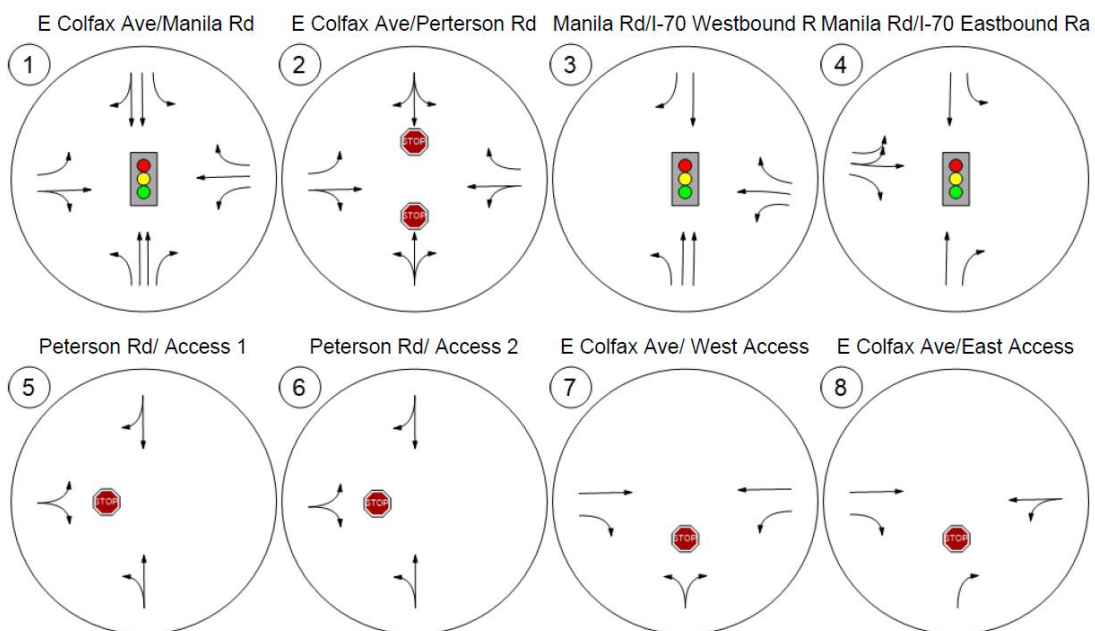 E Colfax Ave/Manila Rd
E Colfax Ave/Perterson Rd
Manila Rd/I-70 Westbound R
Manila Rd/I-70 Eastbound Ra
1
2
3
4
STOP
STOP
Peterson Rd/ Access 1
Peterson Rd/ Access 2
E Colfax Ave/ West Access
E Colfax Ave/East Access
5
6
7
8
STOP
STOP
STOP
STOP